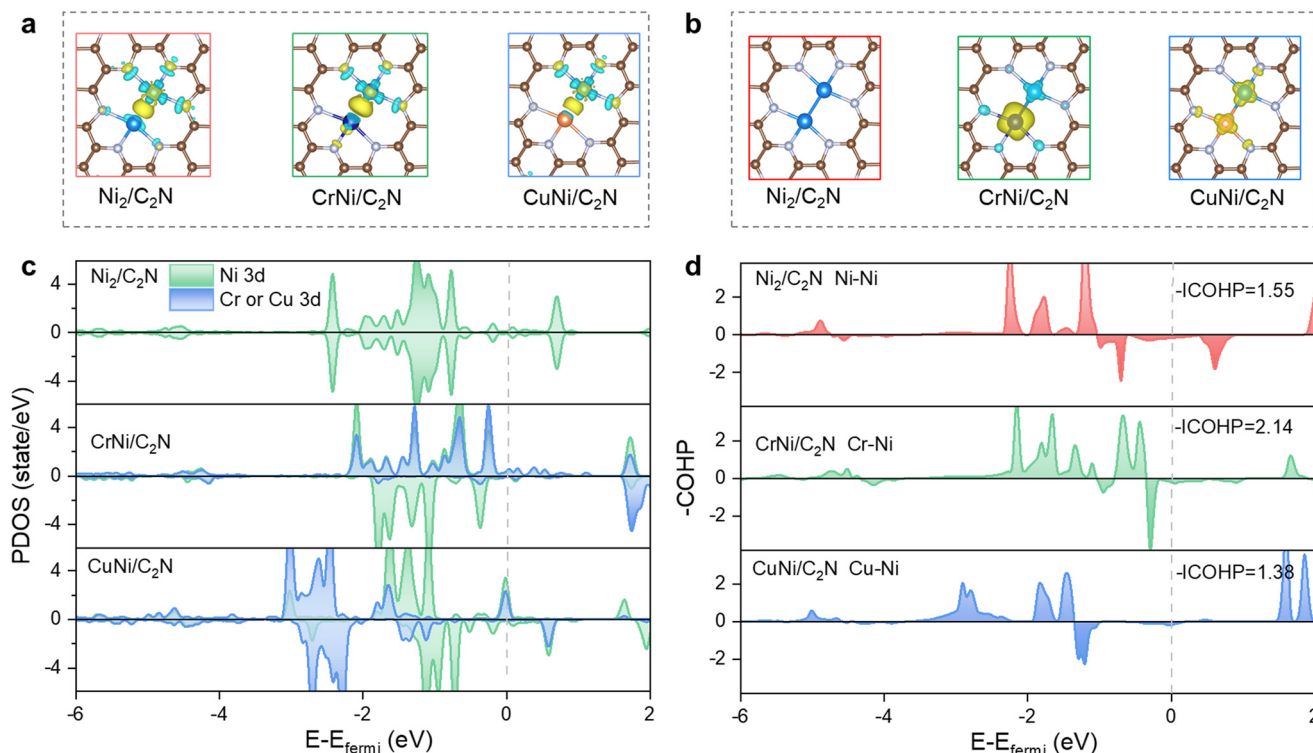 a
b
Ni₂/C₂N
CrNi/C₂N
CuNi/C₂N
Ni₂/C₂N
CrNi/C₂N
CuNi/C₂N
c
Ni₂/C₂N
Ni 3d
Cr or Cu 3d
4
0
-4
CrNi/C₂N
4
0
-4
CuNi/C₂N
4
0
-4
PDOS (state/eV)
-6
-4
-2
0
2
E-E_fermi (eV)
d
Ni₂/C₂N Ni-Ni
-ICOHP=1.55
2
0
-2
CrNi/C₂N Cr-Ni
-ICOHP=2.14
2
0
-2
CuNi/C₂N Cu-Ni
-ICOHP=1.38
2
0
-2
-COHP
-6
-4
-2
0
2
E-E_fermi (eV)